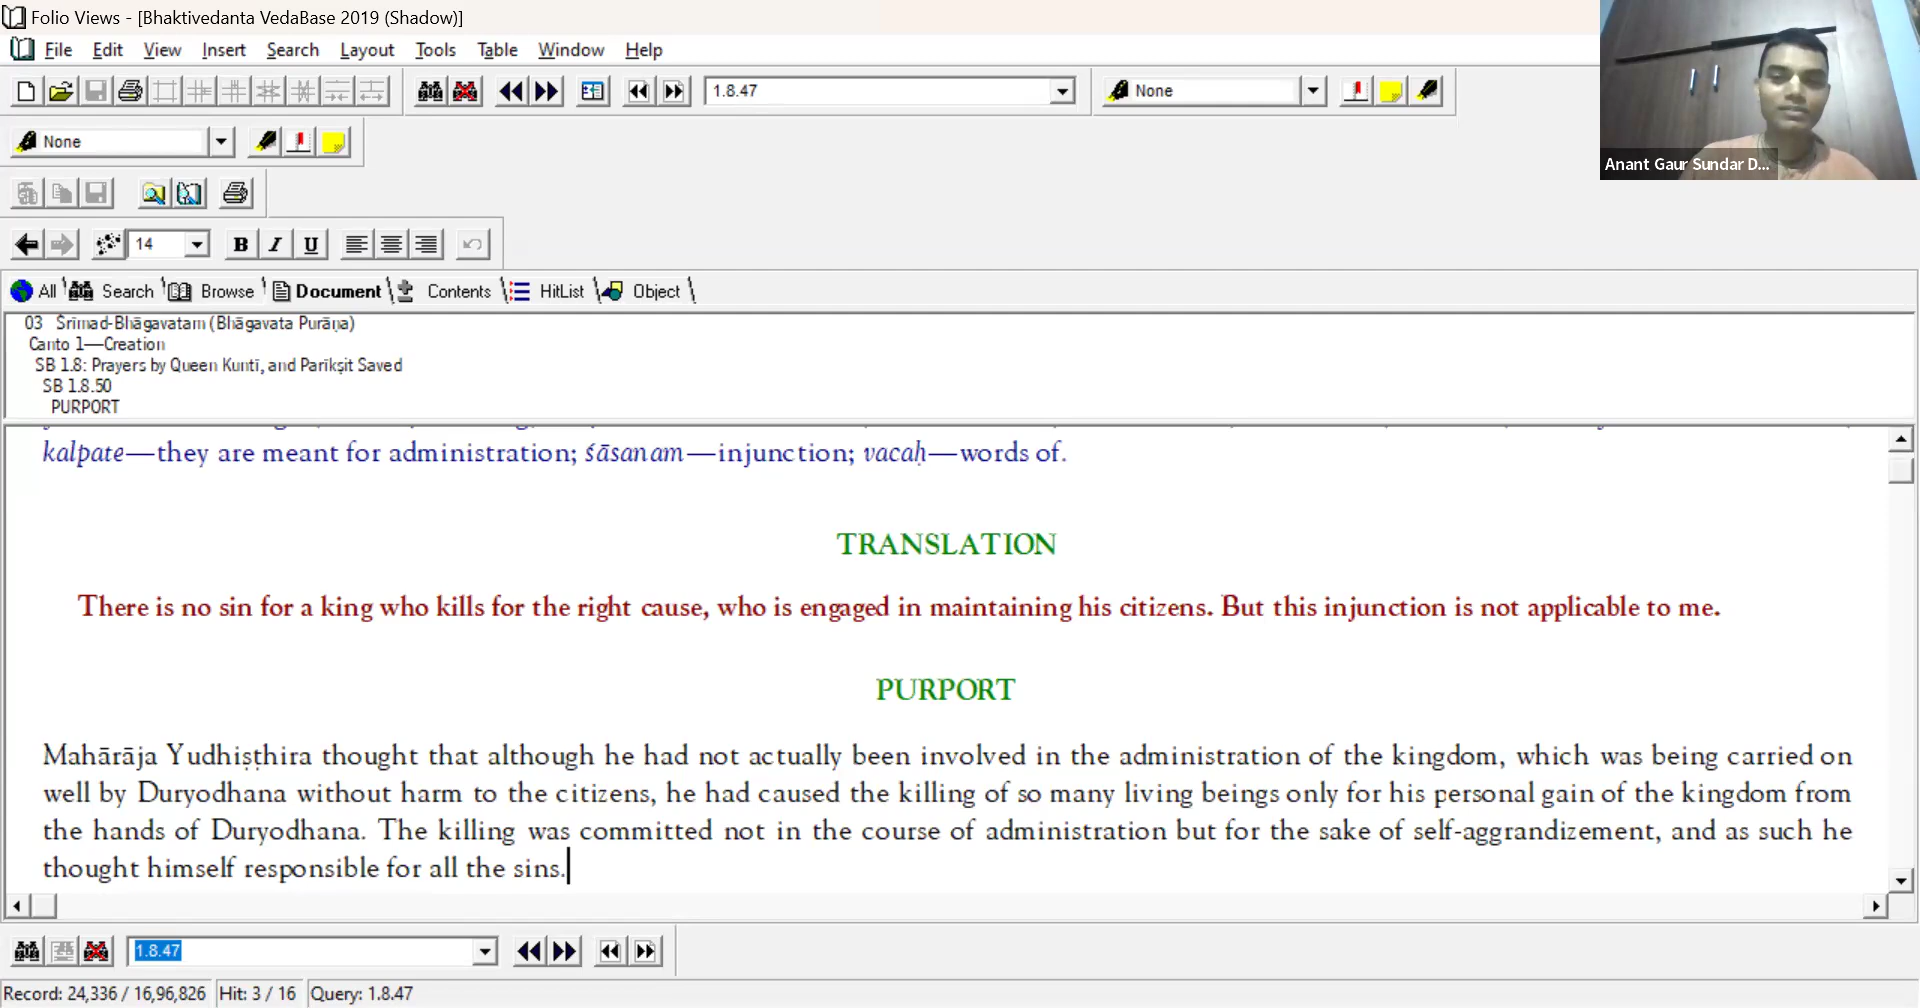 Folio Views - [Bhaktivedanta VedaBase 2019 (Shadow)]
File Edit View Insert Search Layout Tools Table Window Help
1.8.47 None
None
14 B I U
All Search Browse Document Contents HitList Object
03 Śrīmad-Bhāgavatam (Bhāgavata Purāṇa)
Canto 1—Creation
SB 1.8: Prayers by Queen Kuntī, and Parīkṣit Saved
SB 1.8.50
PURPORT
kalpate—they are meant for administration; śāsanam—injunction; vacaḥ—words of.
TRANSLATION
There is no sin for a king who kills for the right cause, who is engaged in maintaining his citizens. But this injunction is not applicable to me.
PURPORT
Mahārāja Yudhiṣṭhira thought that although he had not actually been involved in the administration of the kingdom, which was being carried on
well by Duryodhana without harm to the citizens, he had caused the killing of so many living beings only for his personal gain of the kingdom from
the hands of Duryodhana. The killing was committed not in the course of administration but for the sake of self-aggrandizement, and as such he
thought himself responsible for all the sins.
1.8.47
Record: 24,336 / 16,96,826 Hit: 3 / 16 Query: 1.8.47
Anant Gaur Sundar D...